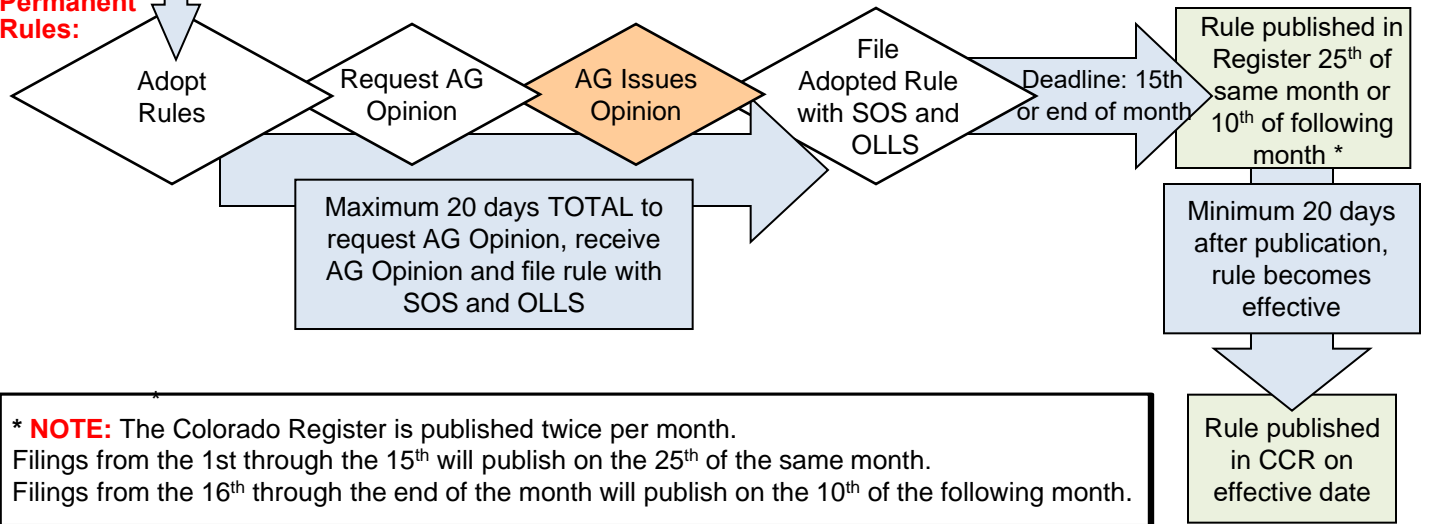 Permanent
Rules:
Adopt
Rules
Request AG
Opinion
AG Issues
Opinion
File
Adopted Rule
with SOS and
OLLS
Deadline: 15th
or end of month
Rule published in
Register 25th of
same month or
10th of following
month *
Maximum 20 days TOTAL to
request AG Opinion, receive
AG Opinion and file rule with
SOS and OLLS
Minimum 20 days
after publication,
rule becomes
effective
Rule published
in CCR on
effective date
*
* NOTE: The Colorado Register is published twice per month.
Filings from the 1st through the 15th will publish on the 25th of the same month.
Filings from the 16th through the end of the month will publish on the 10th of the following month.